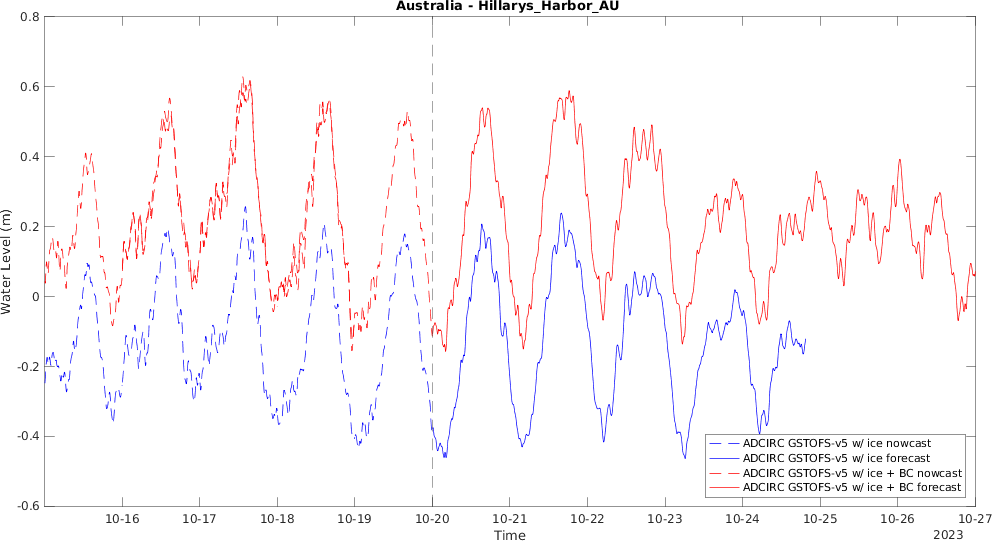 Australia - Hillarys_Harbor_AU
Water Level (m)
0.8
0.6
0.4
0.2
0
-0.2
-0.4
-0.6
10-16 10-17 10-18 10-19 10-20 10-21 10-22 10-23 10-24 10-25 10-26 10-27
Time
2023
ADCIRC GSTOFS-v5 w/ ice nowcast
ADCIRC GSTOFS-v5 w/ ice forecast
ADCIRC GSTOFS-v5 w/ ice + BC nowcast
ADCIRC GSTOFS-v5 w/ ice + BC forecast